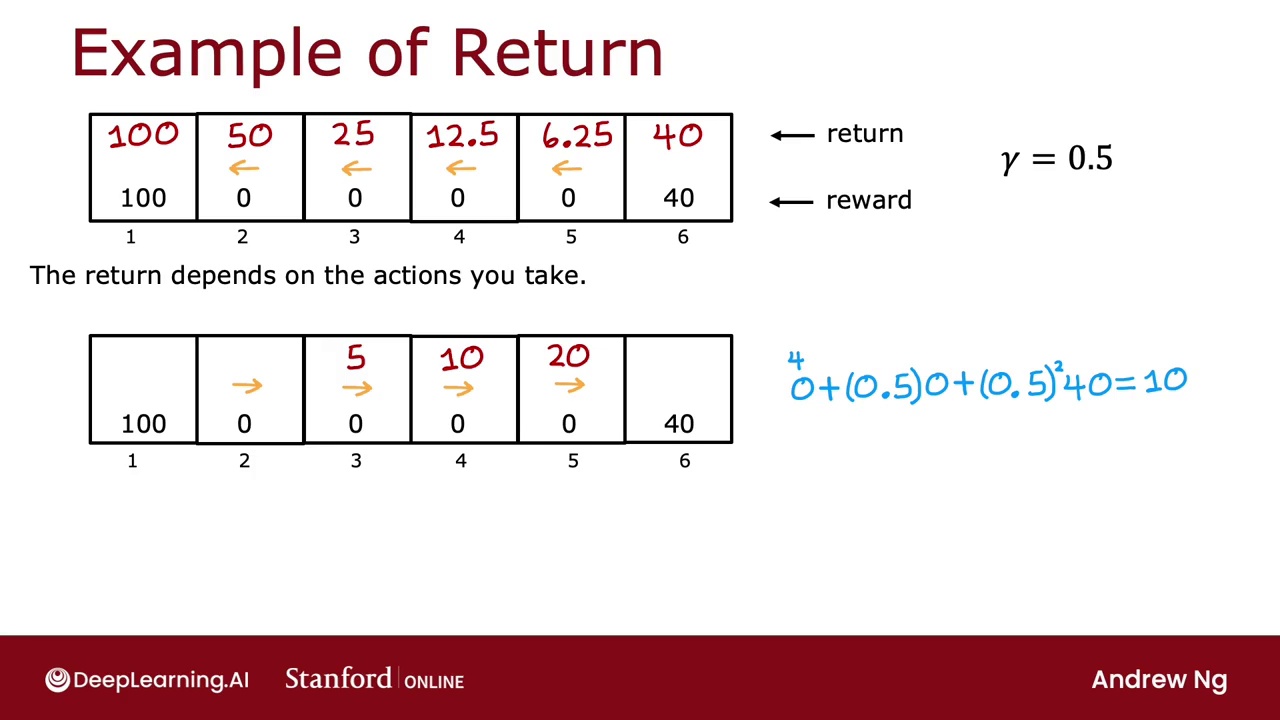 Example of Return
100 50 25 12.5 6.25 40 ← return
← ← ← ← γ = 0.5
100 0 0 0 0 40 ← reward
1 2 3 4 5 6
The return depends on the actions you take.
5 10 20
→ → → →
100 0 0 0 0 40
1 2 3 4 5 6
4
0+(0.5)0+(0.5)²40=10
DeepLearning.AI Stanford | ONLINE Andrew Ng